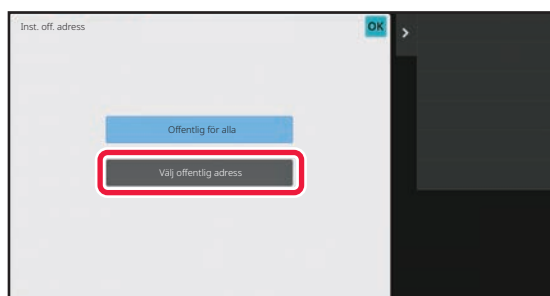 Inst. off. adress
OK
>
Offentlig för alla
Välj offentlig adress